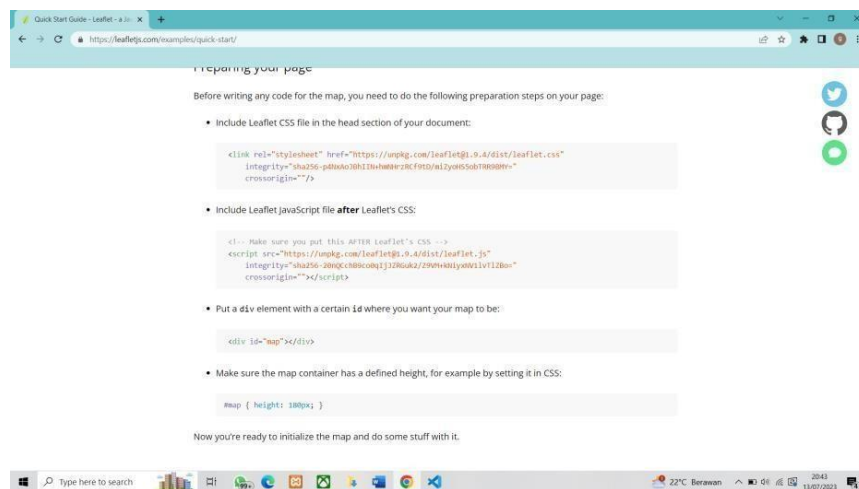 Quick Start Guide - Leaflet - a Ja
https://leafletjs.com/examples/quick-start/
Preparing your page
Before writing any code for the map, you need to do the following preparation steps on your page:
• Include Leaflet CSS file in the head section of your document:
<link rel="stylesheet" href="https://unpkg.com/leaflet@1.9.4/dist/leaflet.css"
crossorigin=""/>
• Include Leaflet JavaScript file after Leaflet's CSS:
<!-- Make sure you put this AFTER Leaflet's CSS -->
<script src="https://unpkg.com/leaflet@1.9.4/dist/leaflet.js"
crossorigin=""></script>
• Put a div element with a certain id where you want your map to be:
<div id="map"></div>
• Make sure the map container has a defined height, for example by setting it in CSS:
#map { height: 180px; }
Now you're ready to initialize the map and do some stuff with it.
Type here to search
99+
22°C Berawan
20:43
13/07/2023